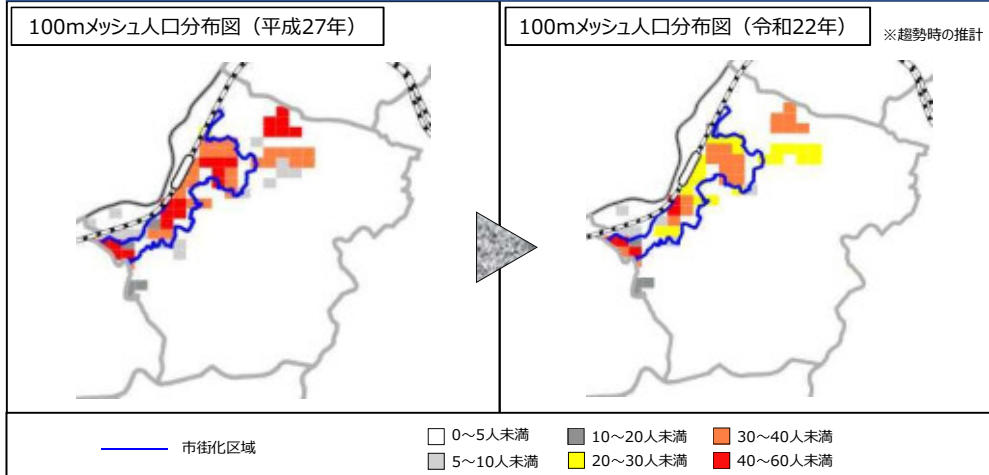 100mメッシュ人口分布図（平成27年）
100mメッシュ人口分布図（令和22年）
※趨勢時の推計
市街化区域
0～5人未満
10～20人未満
30～40人未満
5～10人未満
20～30人未満
40～60人未満